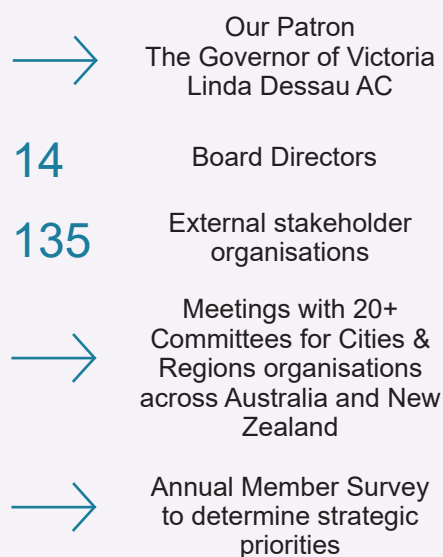 Our Patron
The Governor of Victoria
Linda Dessau AC
14
Board Directors
135
External stakeholder
organisations
Meetings with 20+
Committees for Cities &
Regions organisations
across Australia and New
Zealand
Annual Member Survey
to determine strategic
priorities